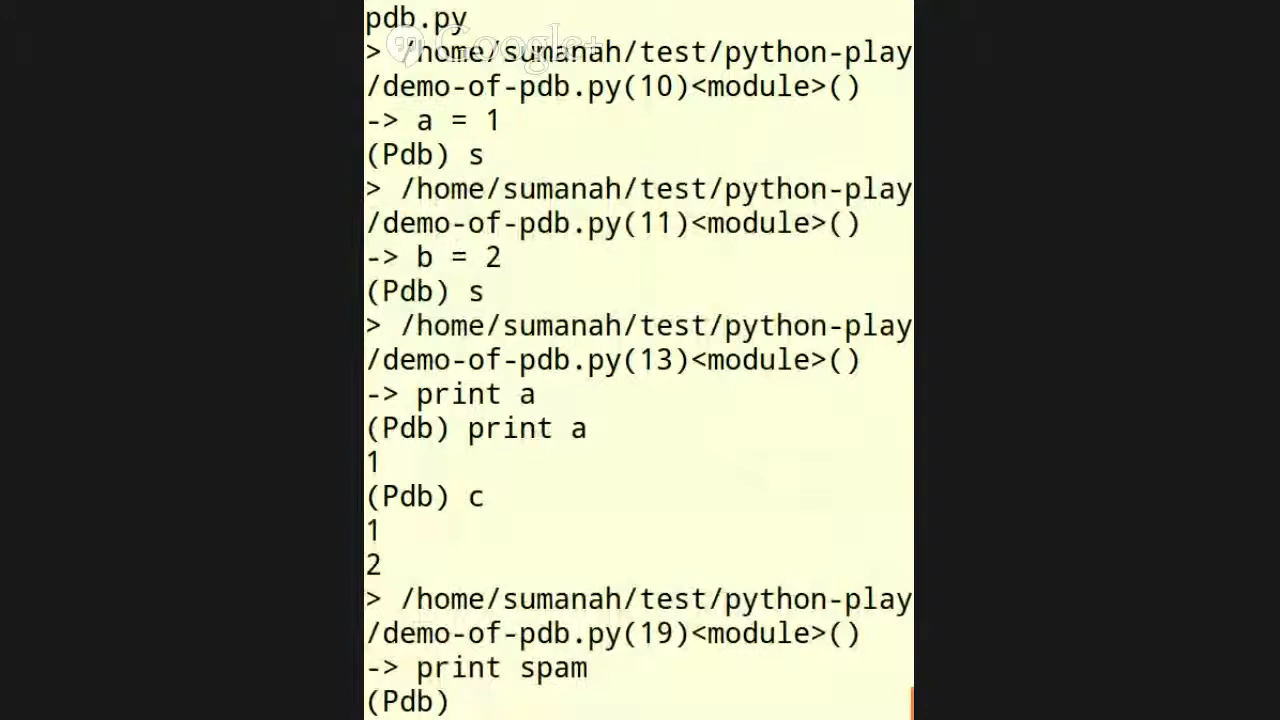 pdb.py
Google+
> /home/sumanah/test/python-play
/demo-of-pdb.py(10)<module>()
-> a = 1
(Pdb) s
> /home/sumanah/test/python-play
/demo-of-pdb.py(11)<module>()
-> b = 2
(Pdb) s
> /home/sumanah/test/python-play
/demo-of-pdb.py(13)<module>()
-> print a
(Pdb) print a
1
(Pdb) c
1
2
> /home/sumanah/test/python-play
/demo-of-pdb.py(19)<module>()
-> print spam
(Pdb)